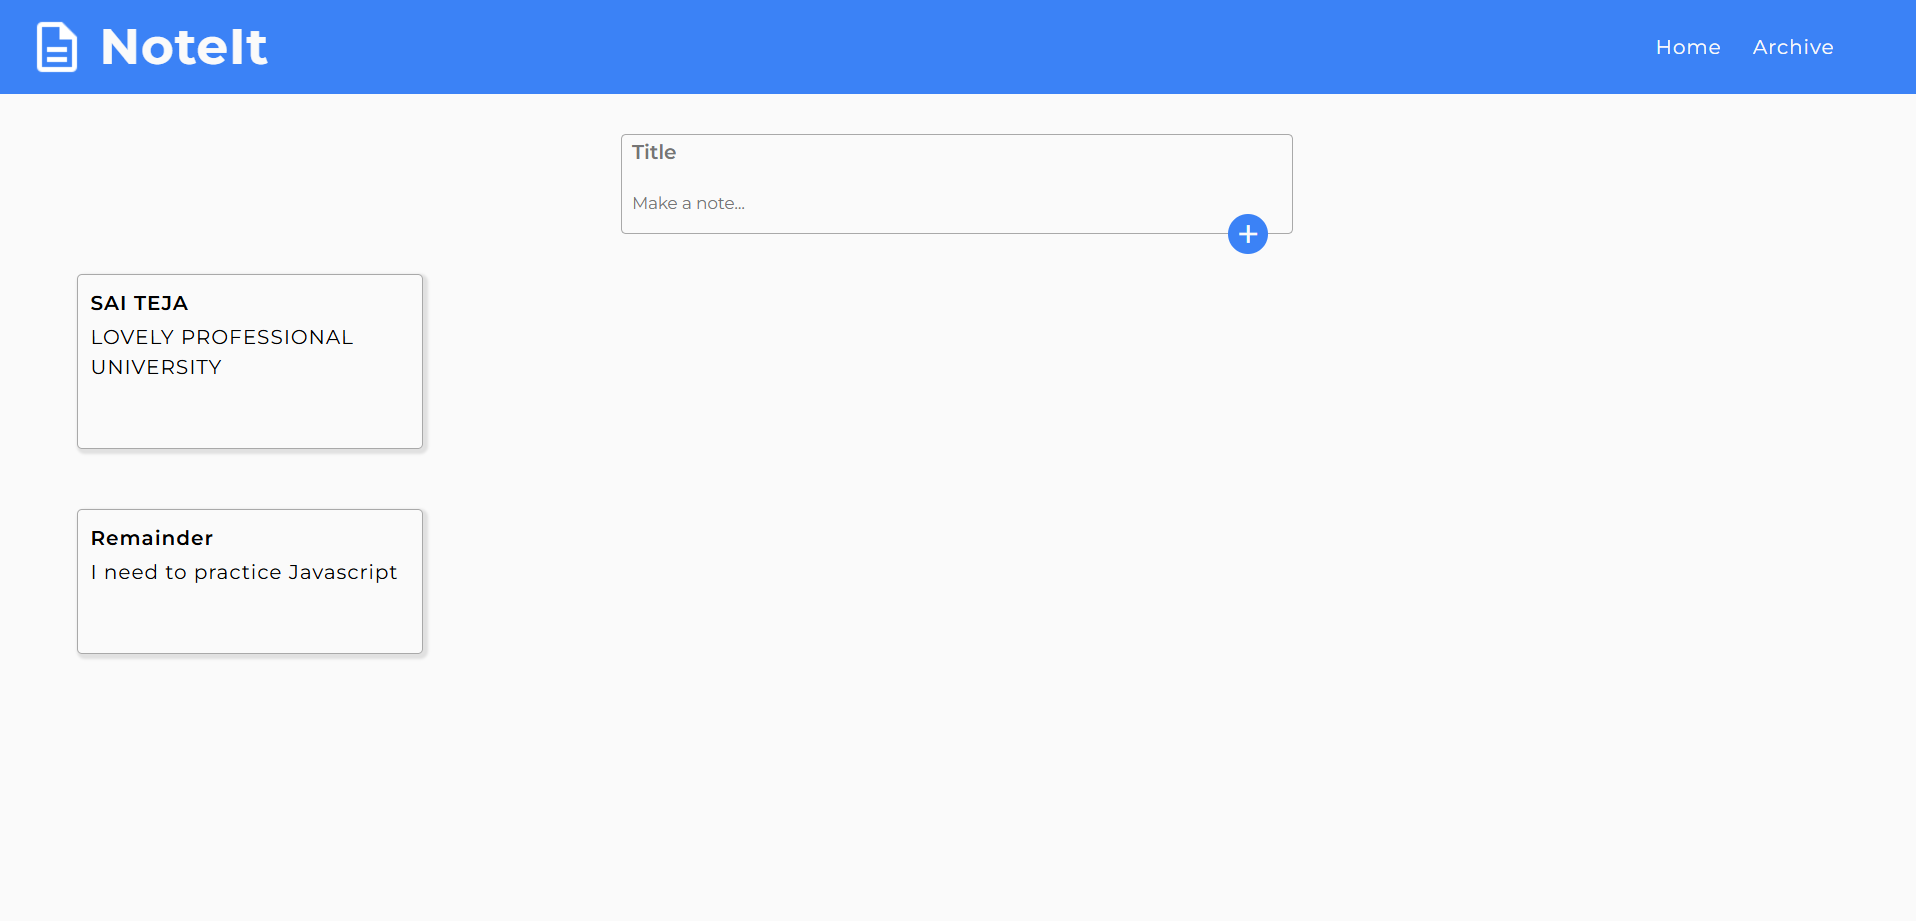 NoteIt
Home
Archive
Title
Make a note...
SAI TEJA
LOVELY PROFESSIONAL
UNIVERSITY
Remainder
I need to practice Javascript